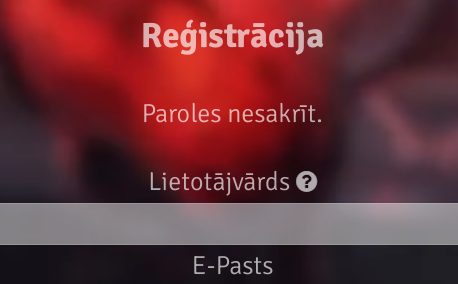 Reģistrācija
Paroles nesakrīt.
Lietotājvārds ?
E-Pasts